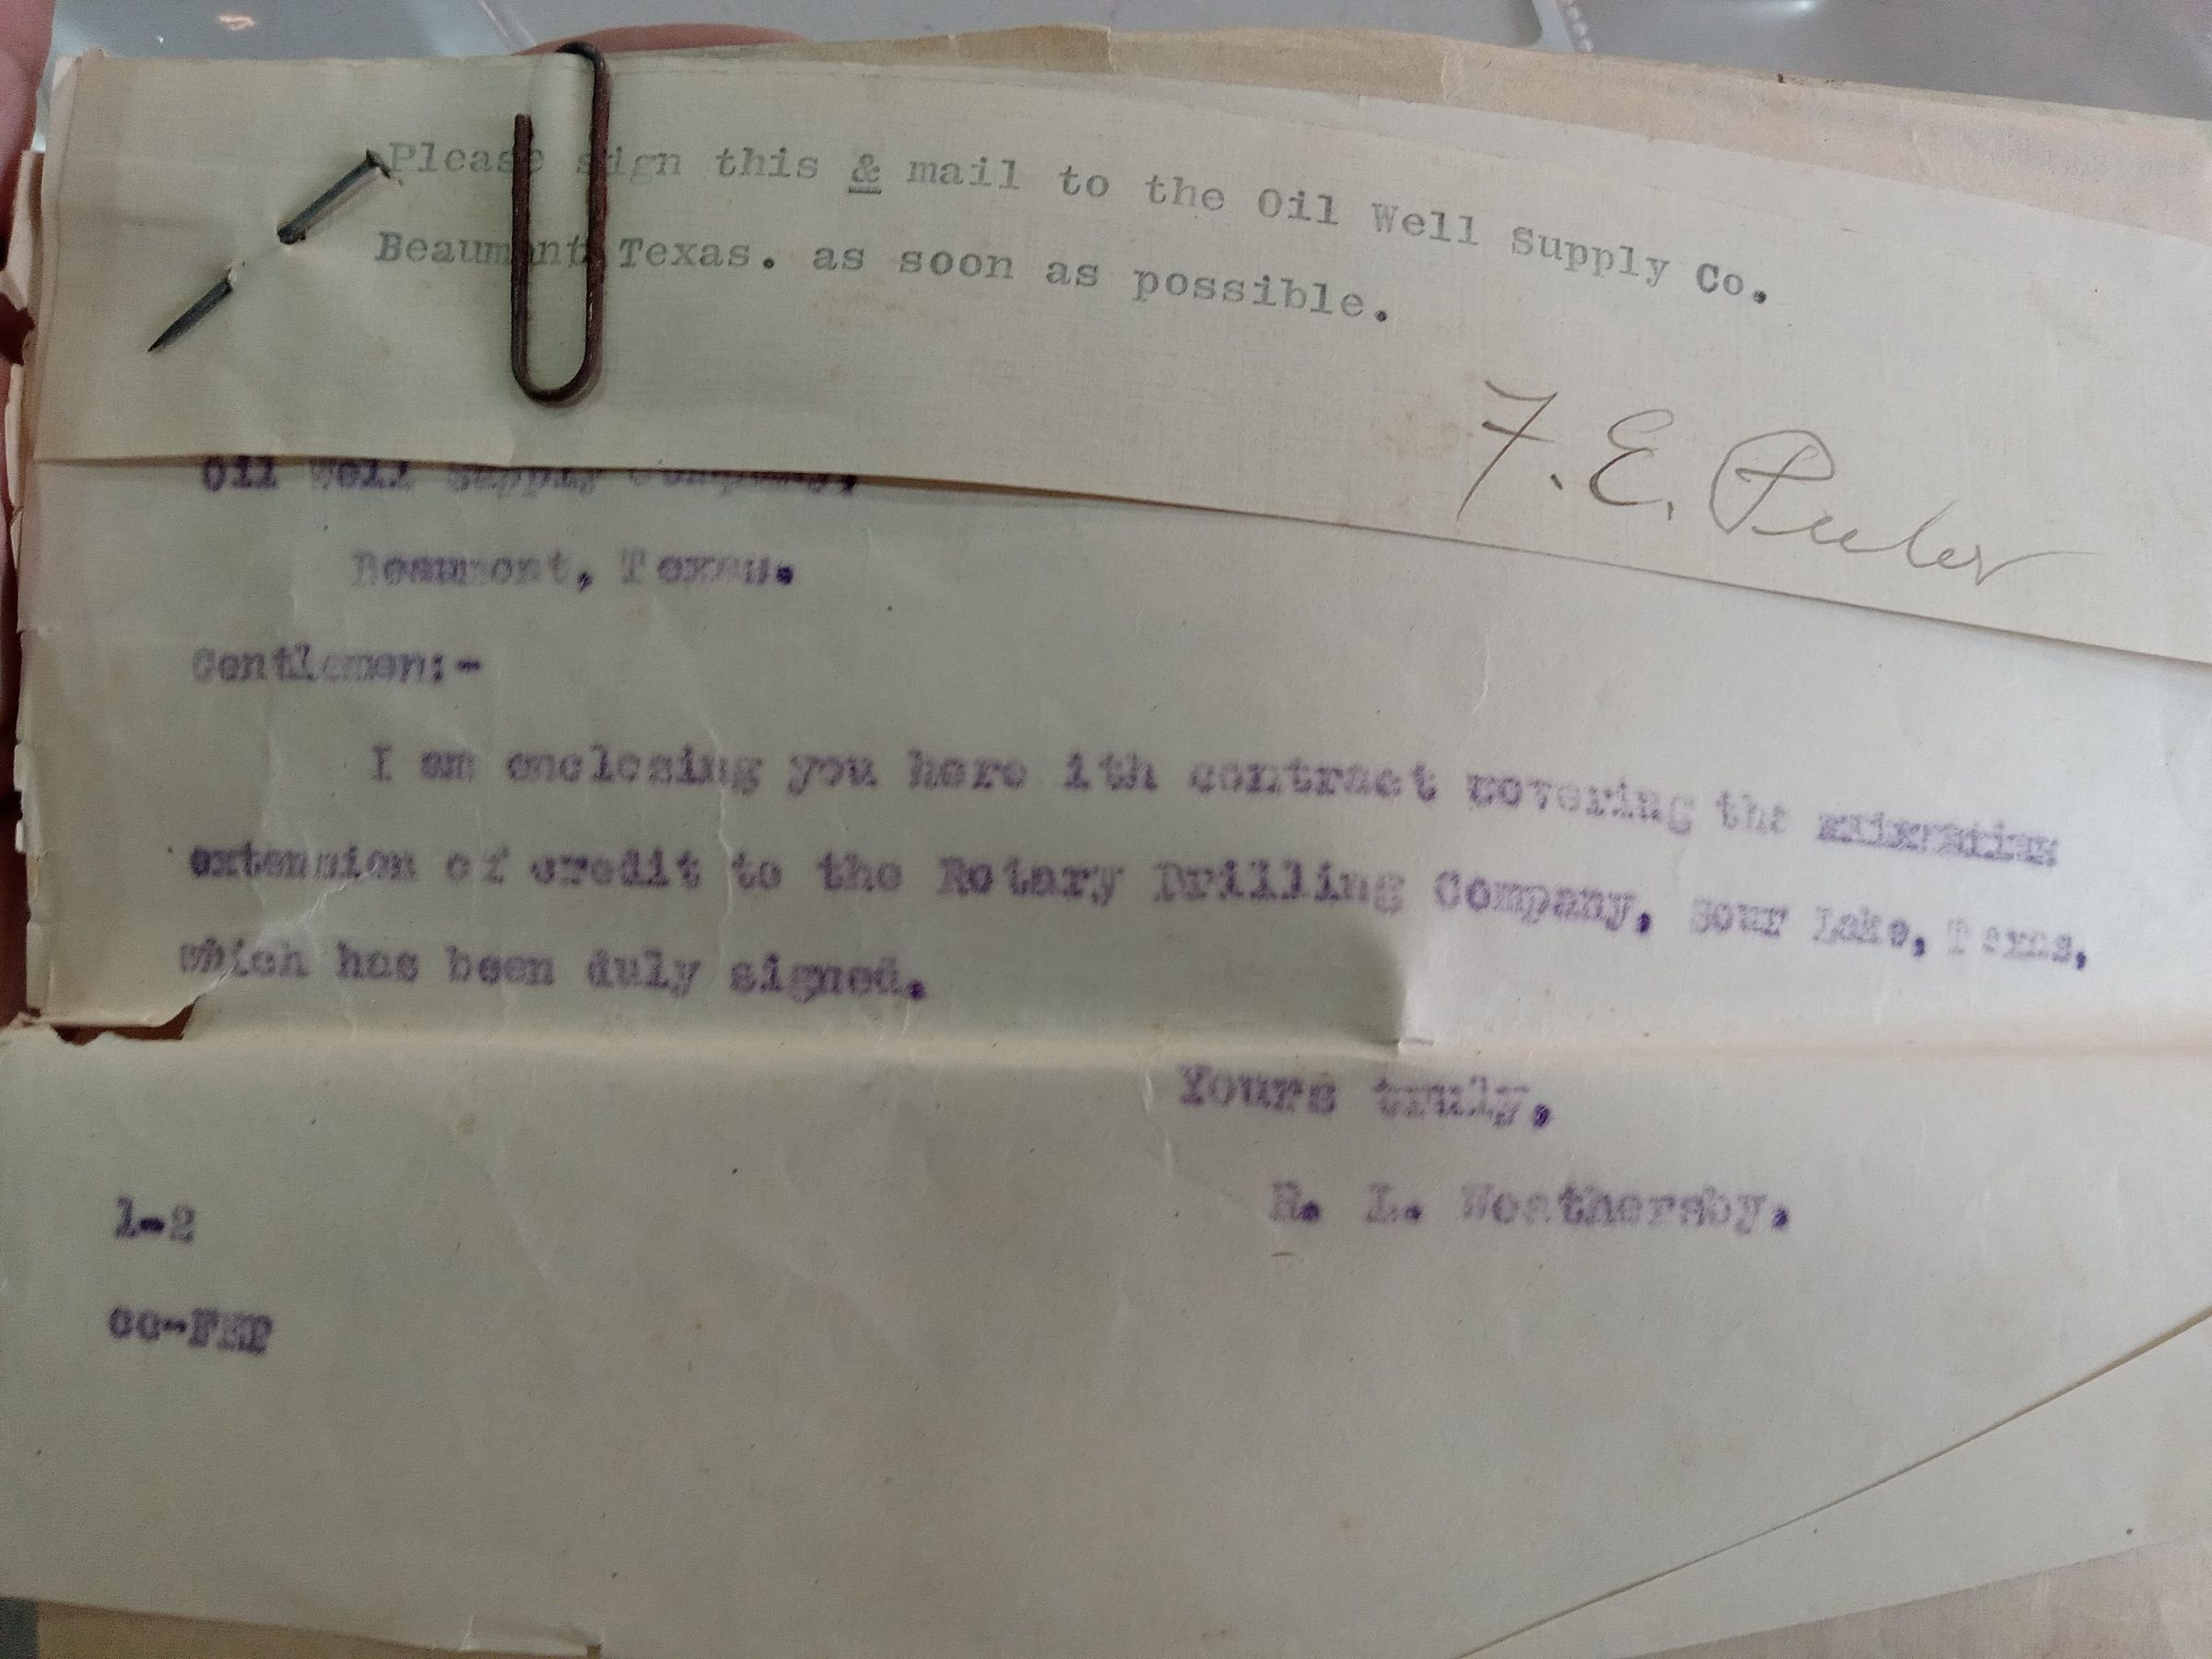 Please sign this & mail to the Oil Well Supply Co.
Beaumont Texas. as soon as possible.
F. E.
Oil Well Supply Company,
Beaumont, Texas.
Gentlemen:-
I am enclosing you here ith contract covering the
extension of credit to the Rotary Drilling Company, Sour Lake, Texas,
which has been duly signed.
Yours truly,
R. L. Weathersby.
1-2
cc-FEP